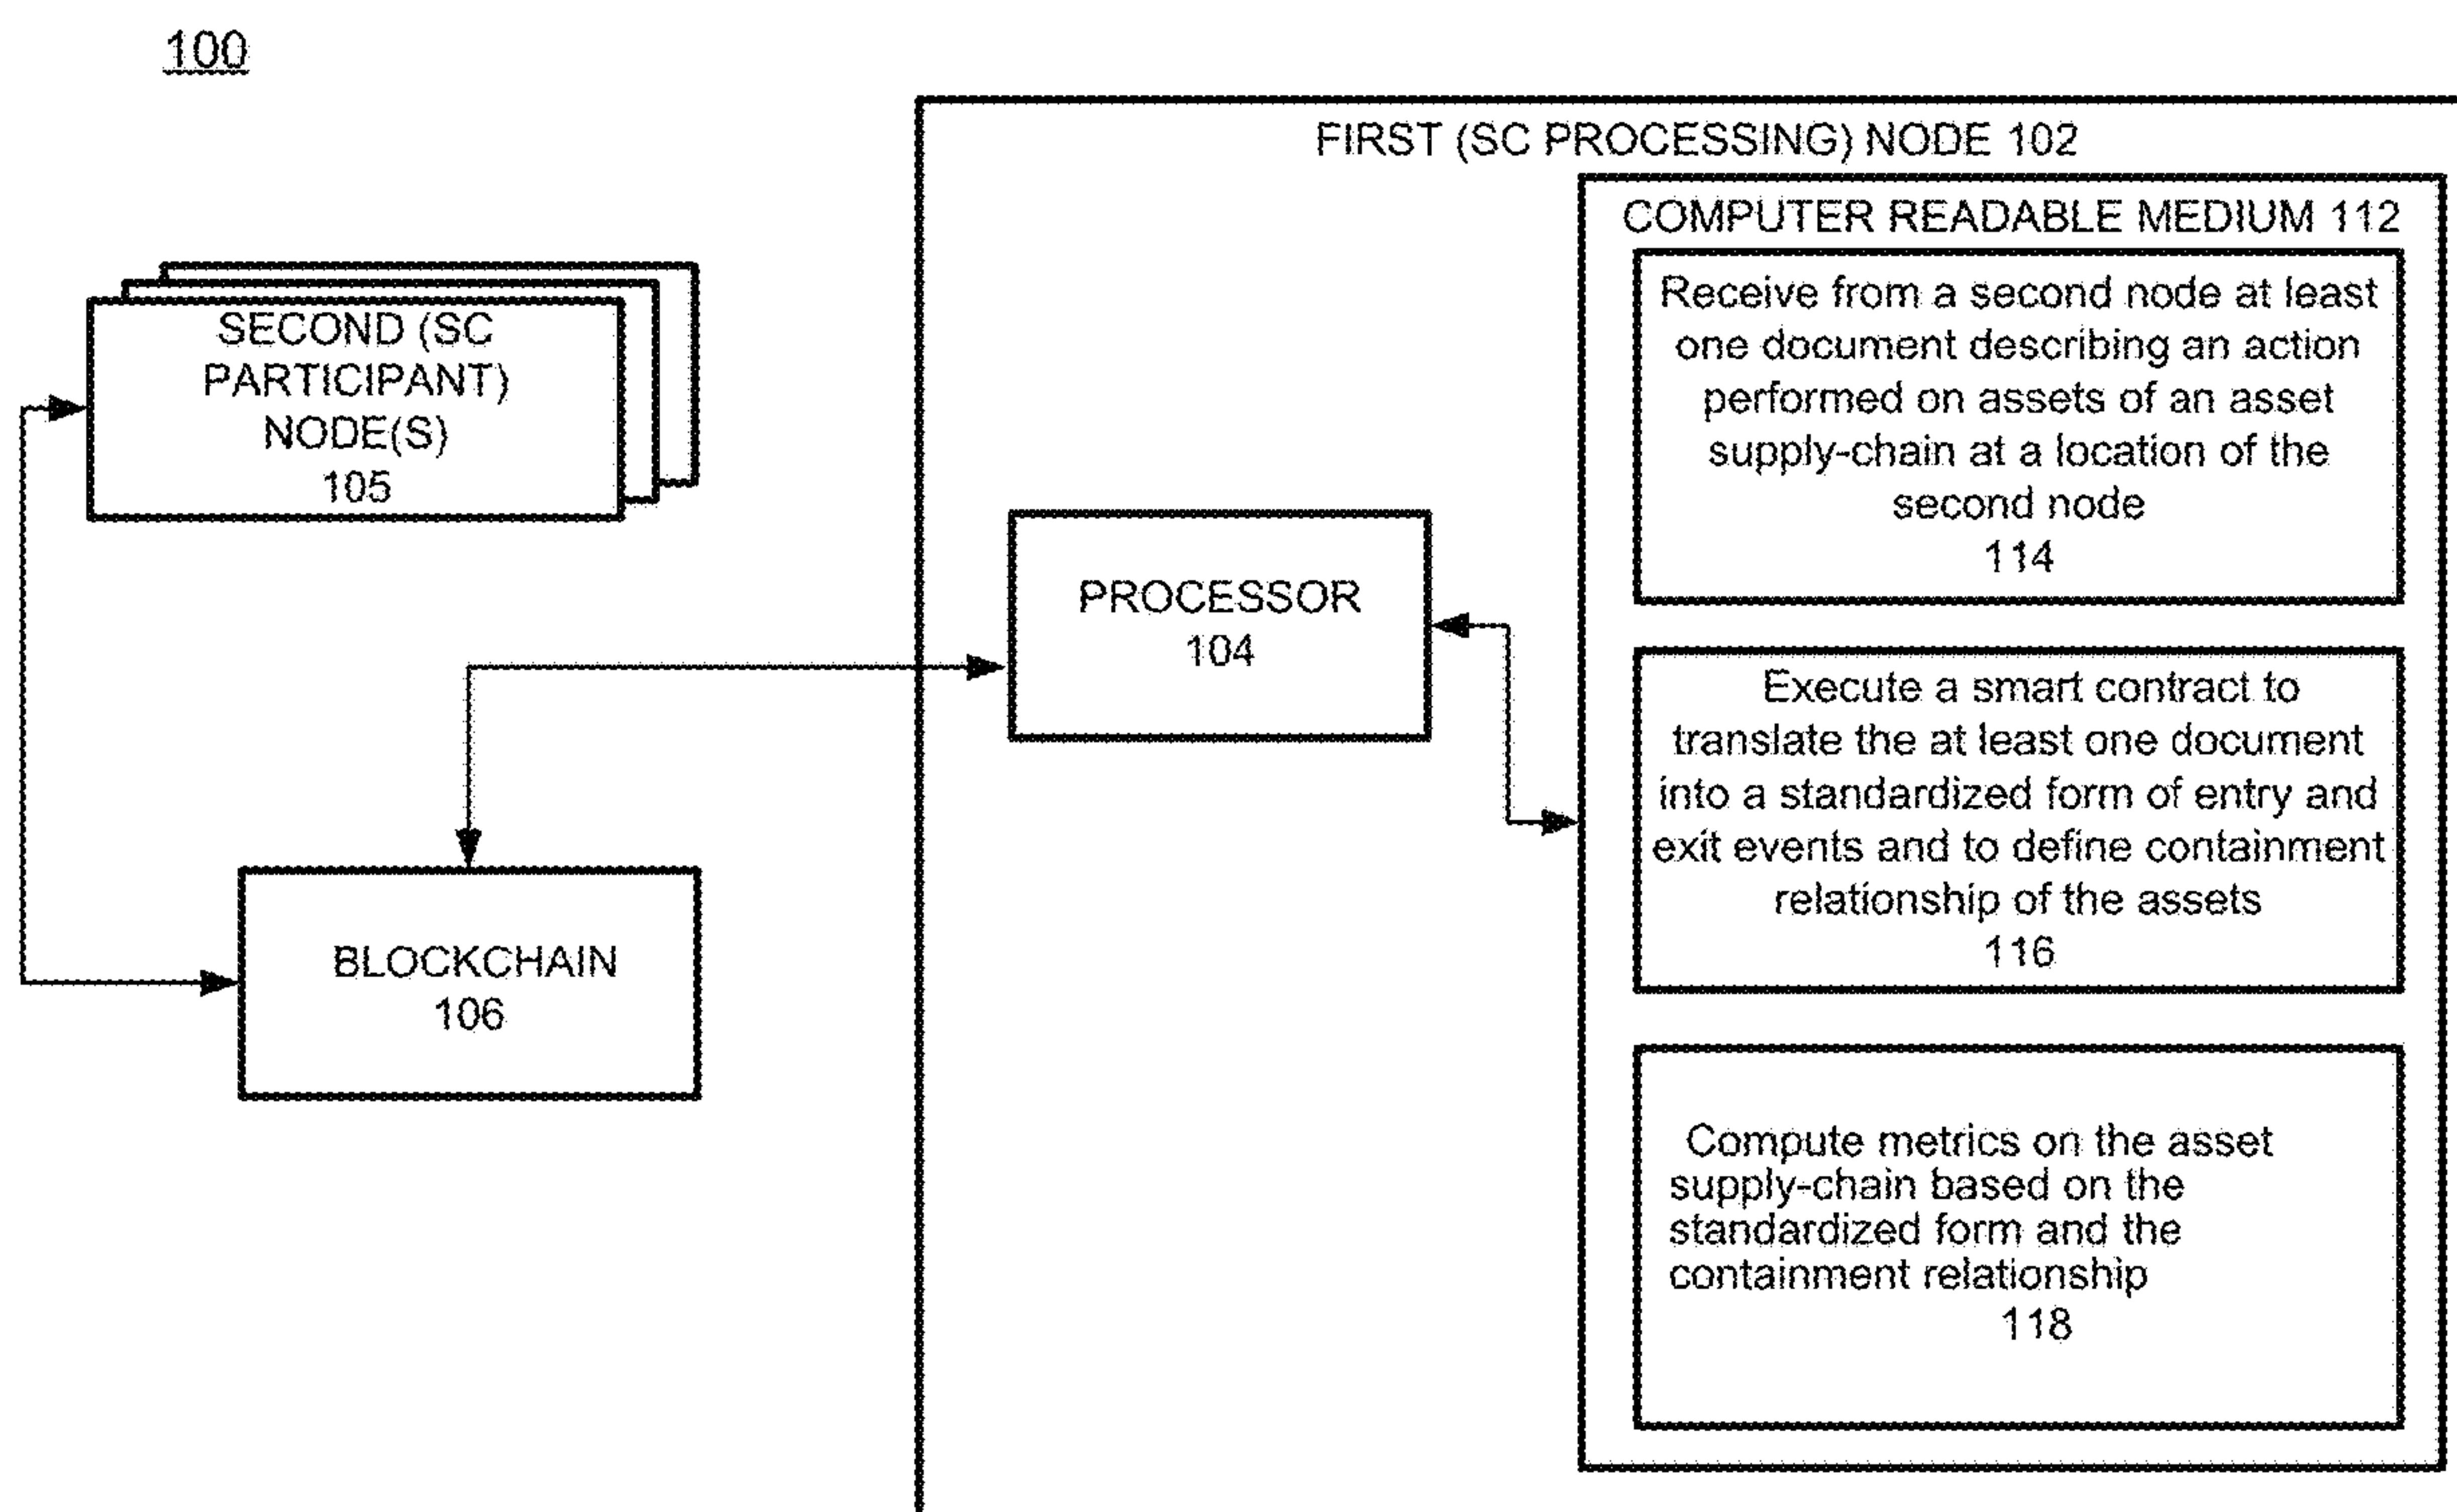 100
FIRST (SC PROCESSING) NODE 102
COMPUTER READABLE MEDIUM 112
SECOND (SC
PARTICIPANT)
NODE(S)
105
PROCESSOR
104
BLOCKCHAIN
106
Receive from a second node at least
one document describing an action
performed on assets of an asset
supply-chain at a location of the
second node
114
Execute a smart contract to
translate the at least one document
into a standardized form of entry and
exit events and to define containment
relationship of the assets
116
Compute metrics on the asset
supply-chain based on the
standardized form and the
containment relationship
118